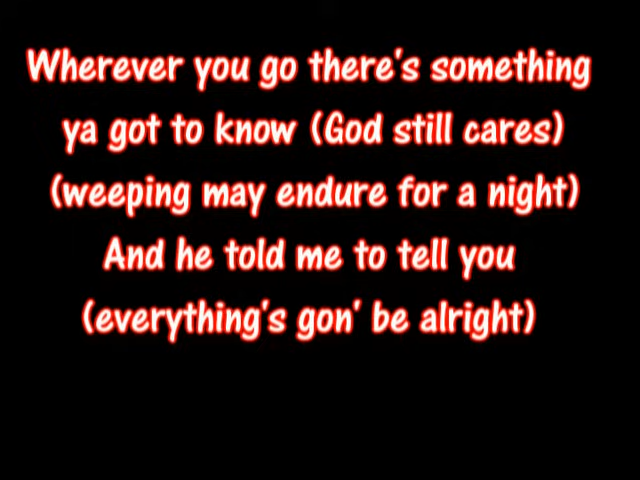 Wherever you go there's something
ya got to know (God still cares)
(weeping may endure for a night)
And he told me to tell you
(everything's gon' be alright)